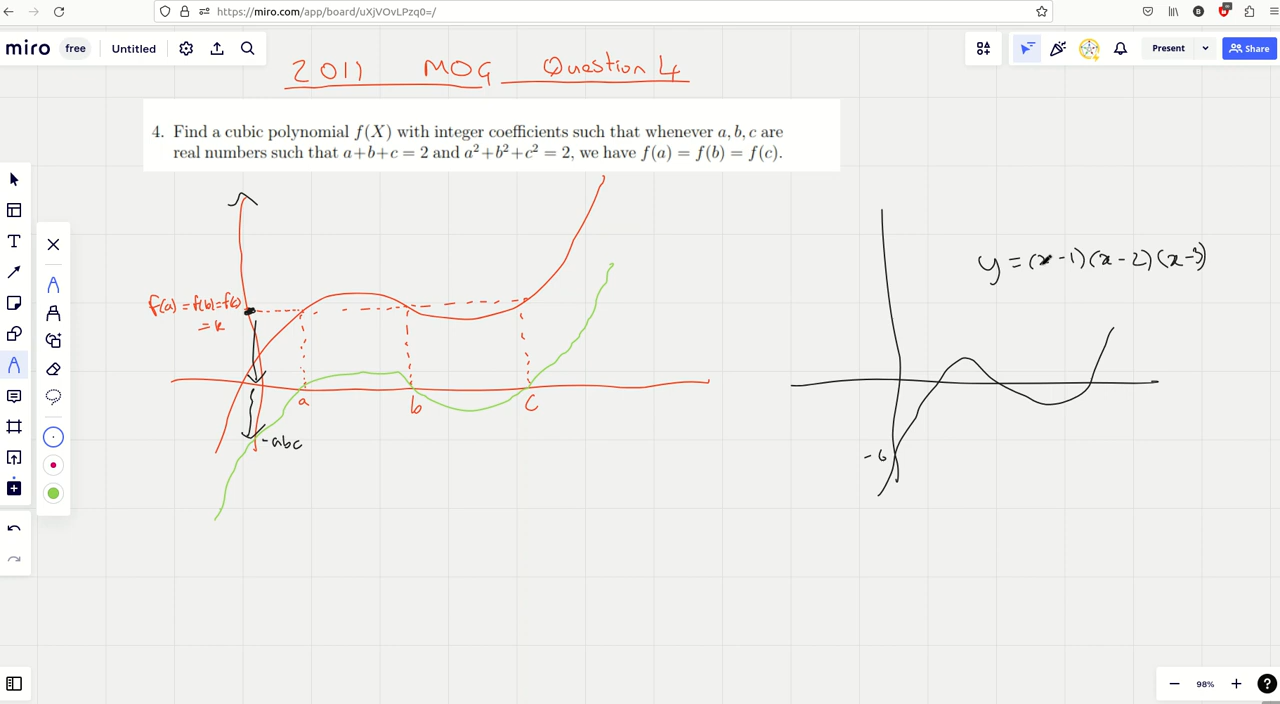 https://miro.com/app/board/uXjVOvLPzq0=/
miro free Untitled Present Share
2011 MOG Question 4
4. Find a cubic polynomial f(X) with integer coefficients such that whenever a, b, c are
real numbers such that a+b+c = 2 and a²+b²+c² = 2, we have f(a) = f(b) = f(c).
y = (x-1)(x-2)(x-3)
f(a) = f(b) = f(c)
= k
a b c
-abc
-6
98%